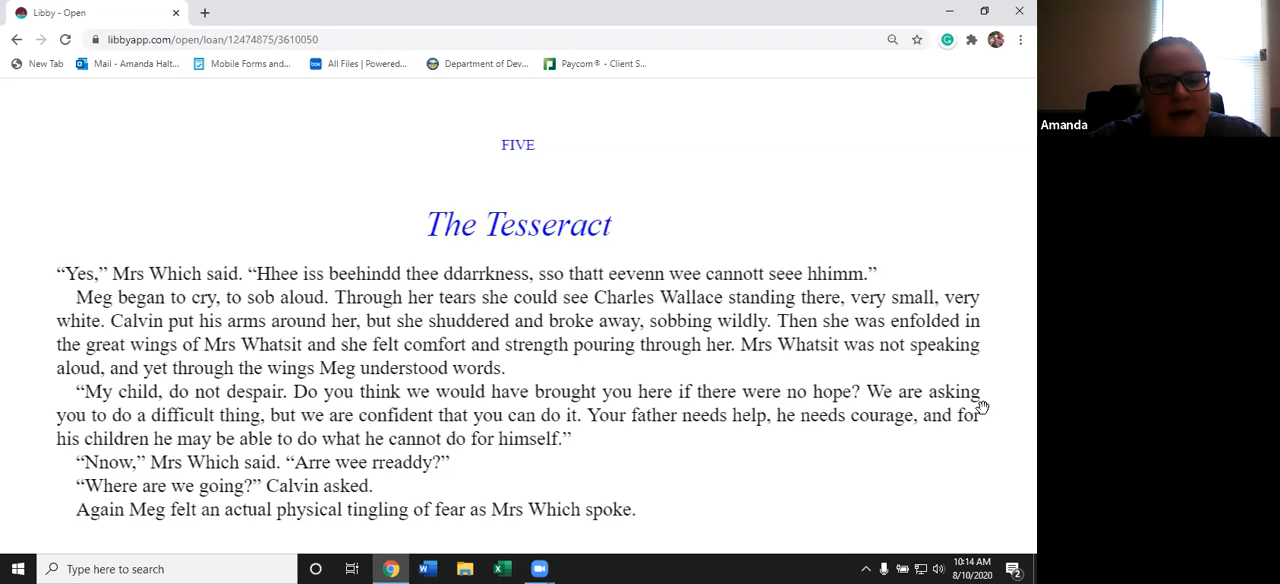 Libby - Open
libbyapp.com/open/loan/12474875/3610050
New Tab Mail - Amanda Halt... Mobile Forms and... box All Files | Powered... Department of Dev... Paycom® - Client S...
Amanda
FIVE
The Tesseract
“Yes,” Mrs Which said. “Hhee iss beehindd thee ddarrkness, sso thatt eevenn wee cannott seee hhimm.”
Meg began to cry, to sob aloud. Through her tears she could see Charles Wallace standing there, very small, very
white. Calvin put his arms around her, but she shuddered and broke away, sobbing wildly. Then she was enfolded in
the great wings of Mrs Whatsit and she felt comfort and strength pouring through her. Mrs Whatsit was not speaking
aloud, and yet through the wings Meg understood words.
“My child, do not despair. Do you think we would have brought you here if there were no hope? We are asking
you to do a difficult thing, but we are confident that you can do it. Your father needs help, he needs courage, and for
his children he may be able to do what he cannot do for himself.”
“Nnow,” Mrs Which said. “Arre wee rreaddy?”
“Where are we going?” Calvin asked.
Again Meg felt an actual physical tingling of fear as Mrs Which spoke.
Type here to search
10:14 AM
8/10/2020
2